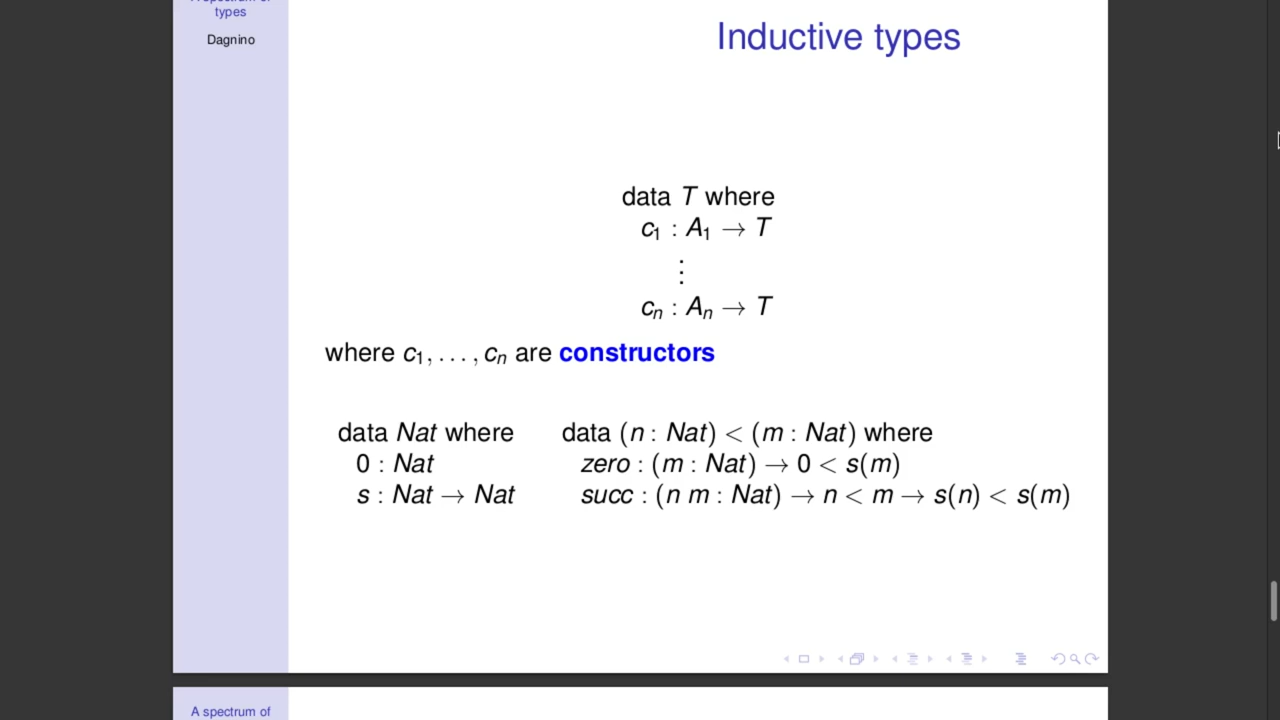 types
Dagnino
Inductive types
data T where
c₁ : A₁ → T
⋮
cₙ : Aₙ → T
where c₁, . . . , cₙ are constructors
data Nat where
0 : Nat
s : Nat → Nat
data (n : Nat) < (m : Nat) where
zero : (m : Nat) → 0 < s(m)
succ : (n m : Nat) → n < m → s(n) < s(m)
A spectrum of